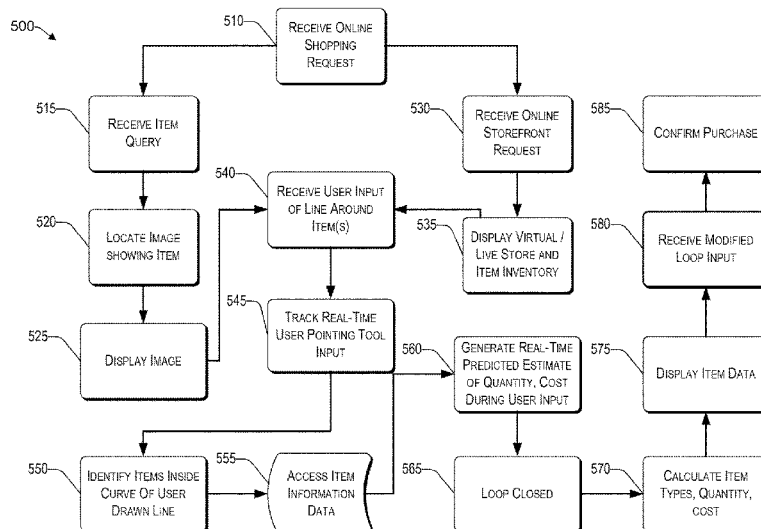 500
510
RECEIVE ONLINE
SHOPPING
REQUEST
515
RECEIVE ITEM
QUERY
520
LOCATE IMAGE
SHOWING ITEM
525
DISPLAY IMAGE
530
RECEIVE ONLINE
STOREFRONT
REQUEST
535
DISPLAY VIRTUAL /
LIVE STORE AND
ITEM INVENTORY
540
RECEIVE USER INPUT
OF LINE AROUND
ITEM(S)
545
TRACK REAL-TIME
USER POINTING TOOL
INPUT
550
IDENTIFY ITEMS INSIDE
CURVE OF USER
DRAWN LINE
555
ACCESS ITEM
INFORMATION
DATA
560
GENERATE REAL-TIME
PREDICTED ESTIMATE
OF QUANTITY, COST
DURING USER INPUT
565
LOOP CLOSED
570
CALCULATE ITEM
TYPES, QUANTITY,
COST
575
DISPLAY ITEM DATA
580
RECEIVE MODIFIED
LOOP INPUT
585
CONFIRM PURCHASE